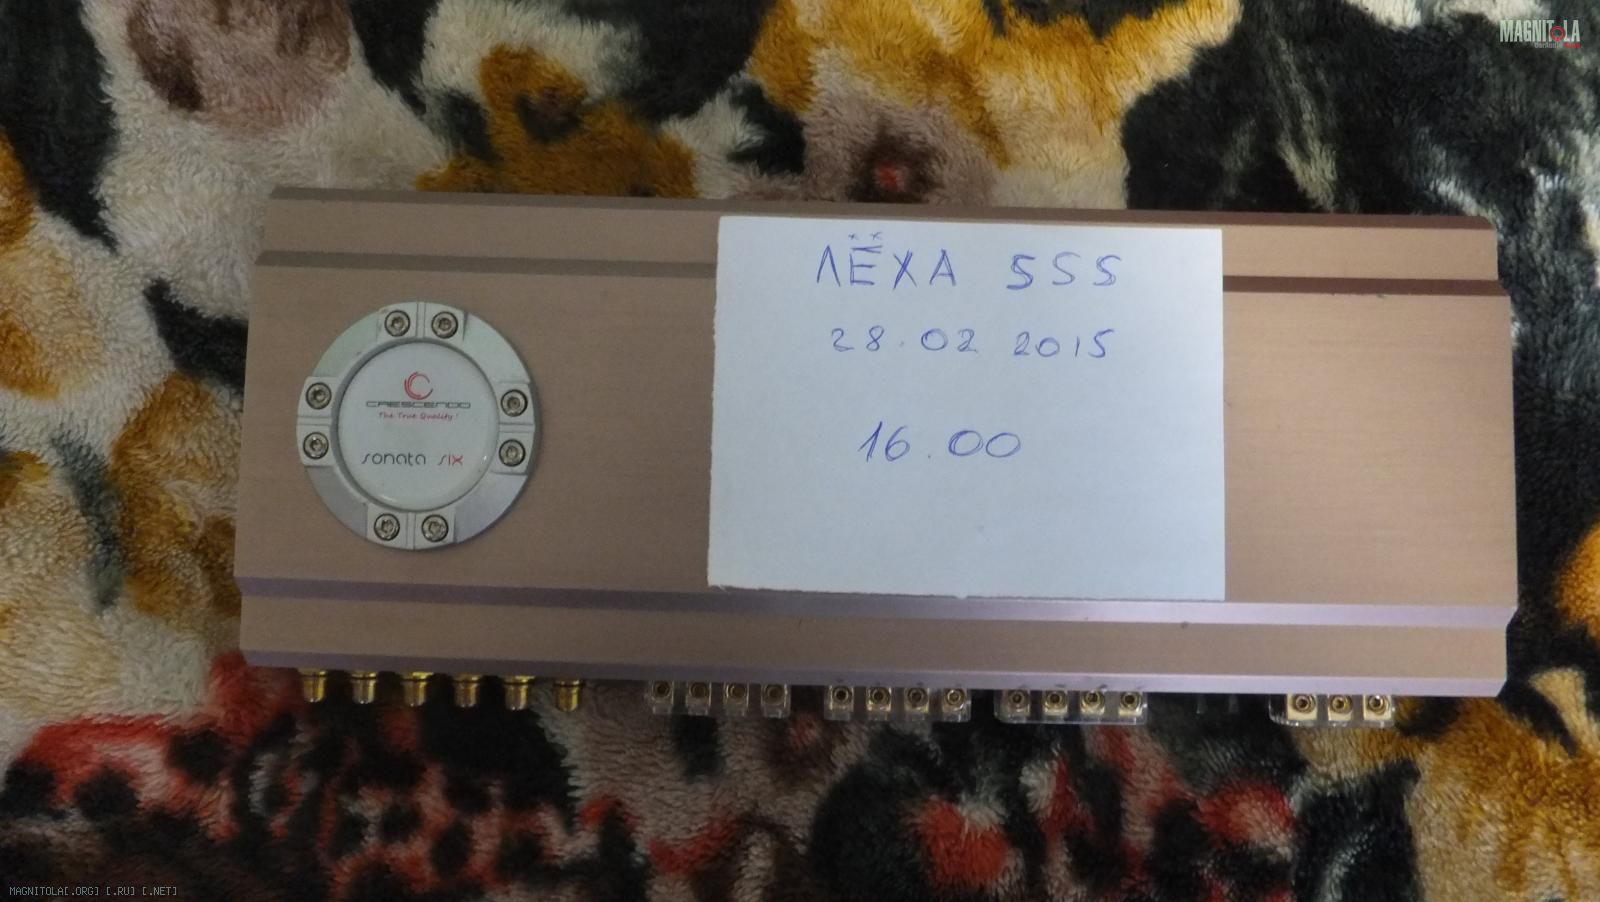 MAGNITOLA
ЛЁХА 555
28.02 2015
16.00
CRESCENDO
The True Quality!
sonata six
MAGNITOLA[.ORG] [.RU] [.NET]